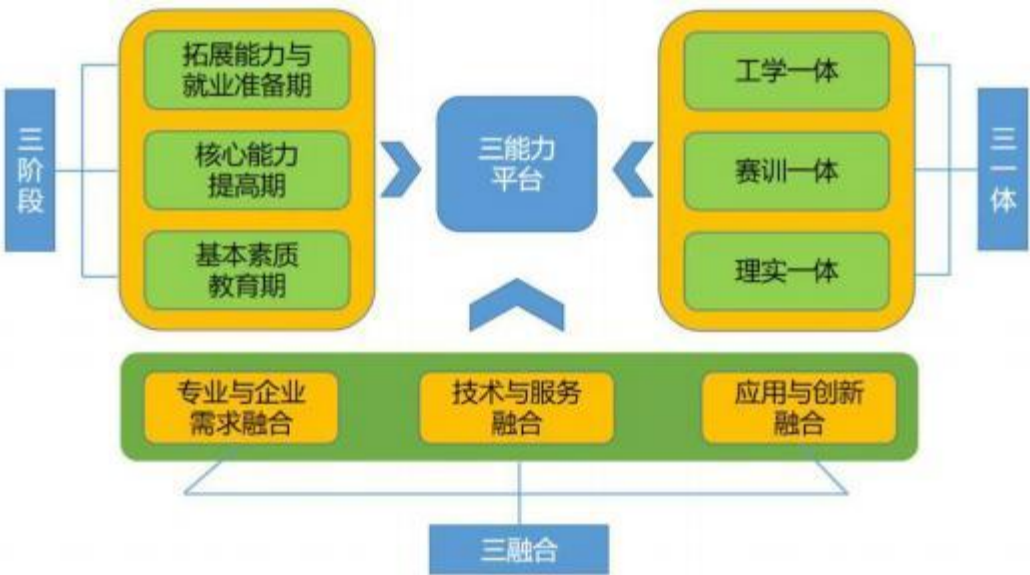 三阶段
拓展能力与
就业准备期
核心能力
提高期
基本素质
教育期
三能力
平台
工学一体
赛训一体
理实一体
三一体
专业与企业
需求融合
技术与服务
融合
应用与创新
融合
三融合